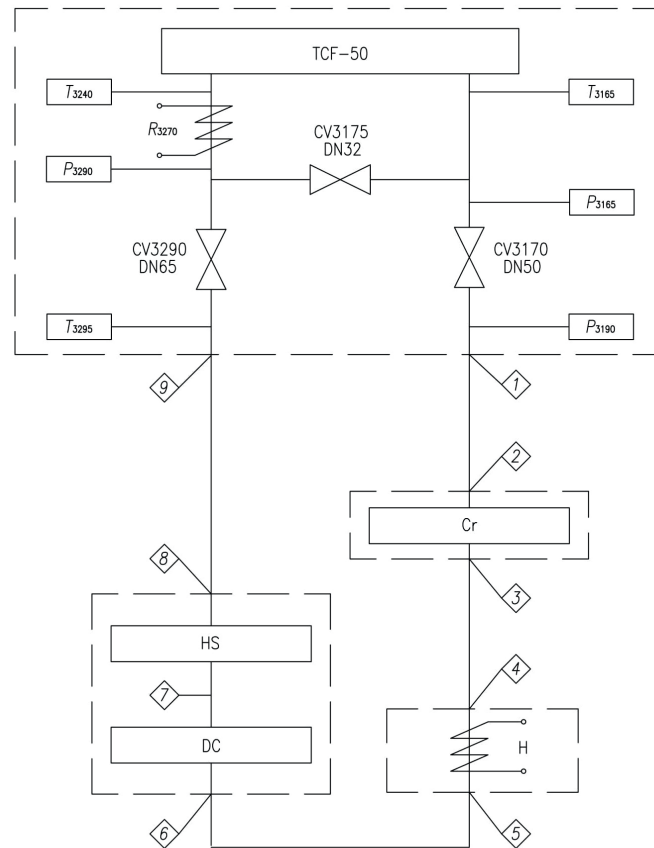 TCF-50
T3240
T3165
R3270
CV3175
DN32
P3290
P3165
CV3290
DN65
CV3170
DN50
T3295
P3190
9
1
2
Cr
8
3
HS
4
7
H
DC
6
5